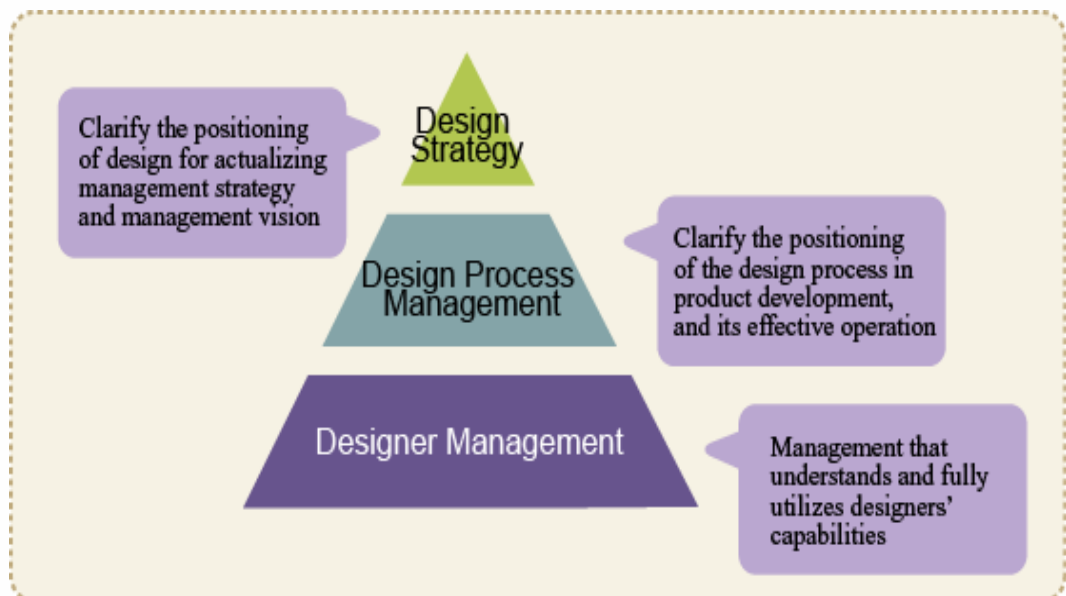 Design
Strategy
Clarify the positioning
of design for actualizing
management strategy
and management vision
Design Process
Management
Clarify the positioning
of the design process in
product development,
and its effective operation
Designer Management
Management that
understands and fully
utilizes designers’
capabilities